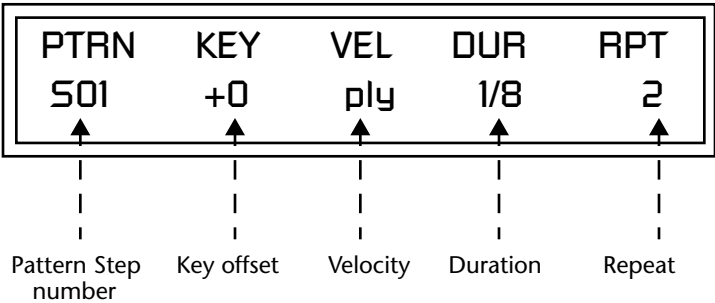 PTRN KEY VEL DUR RPT
S01 +0 ply 1/8 2
Pattern Step Key offset Velocity Duration Repeat
number